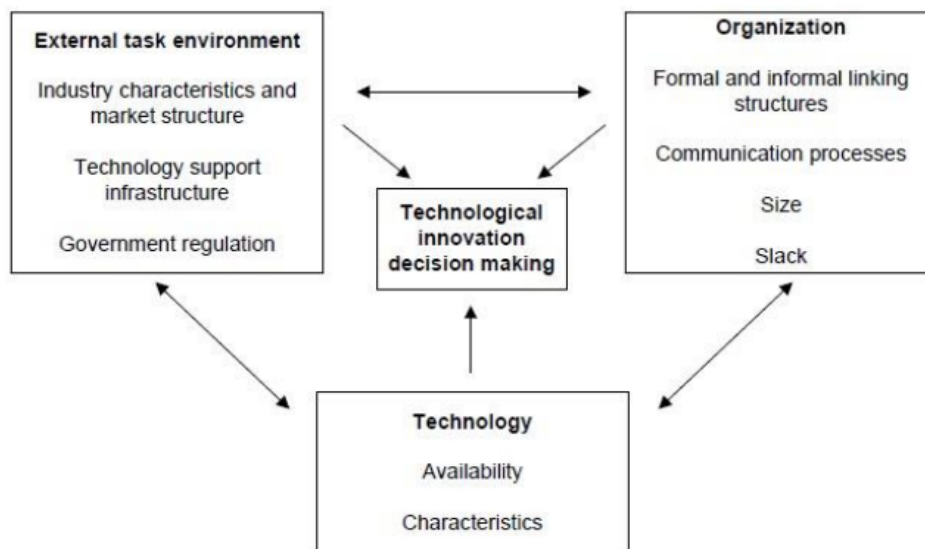 External task environment
Industry characteristics and
market structure
Technology support
infrastructure
Government regulation
Organization
Formal and informal linking
structures
Communication processes
Size
Slack
Technological
innovation
decision making
Technology
Availability
Characteristics